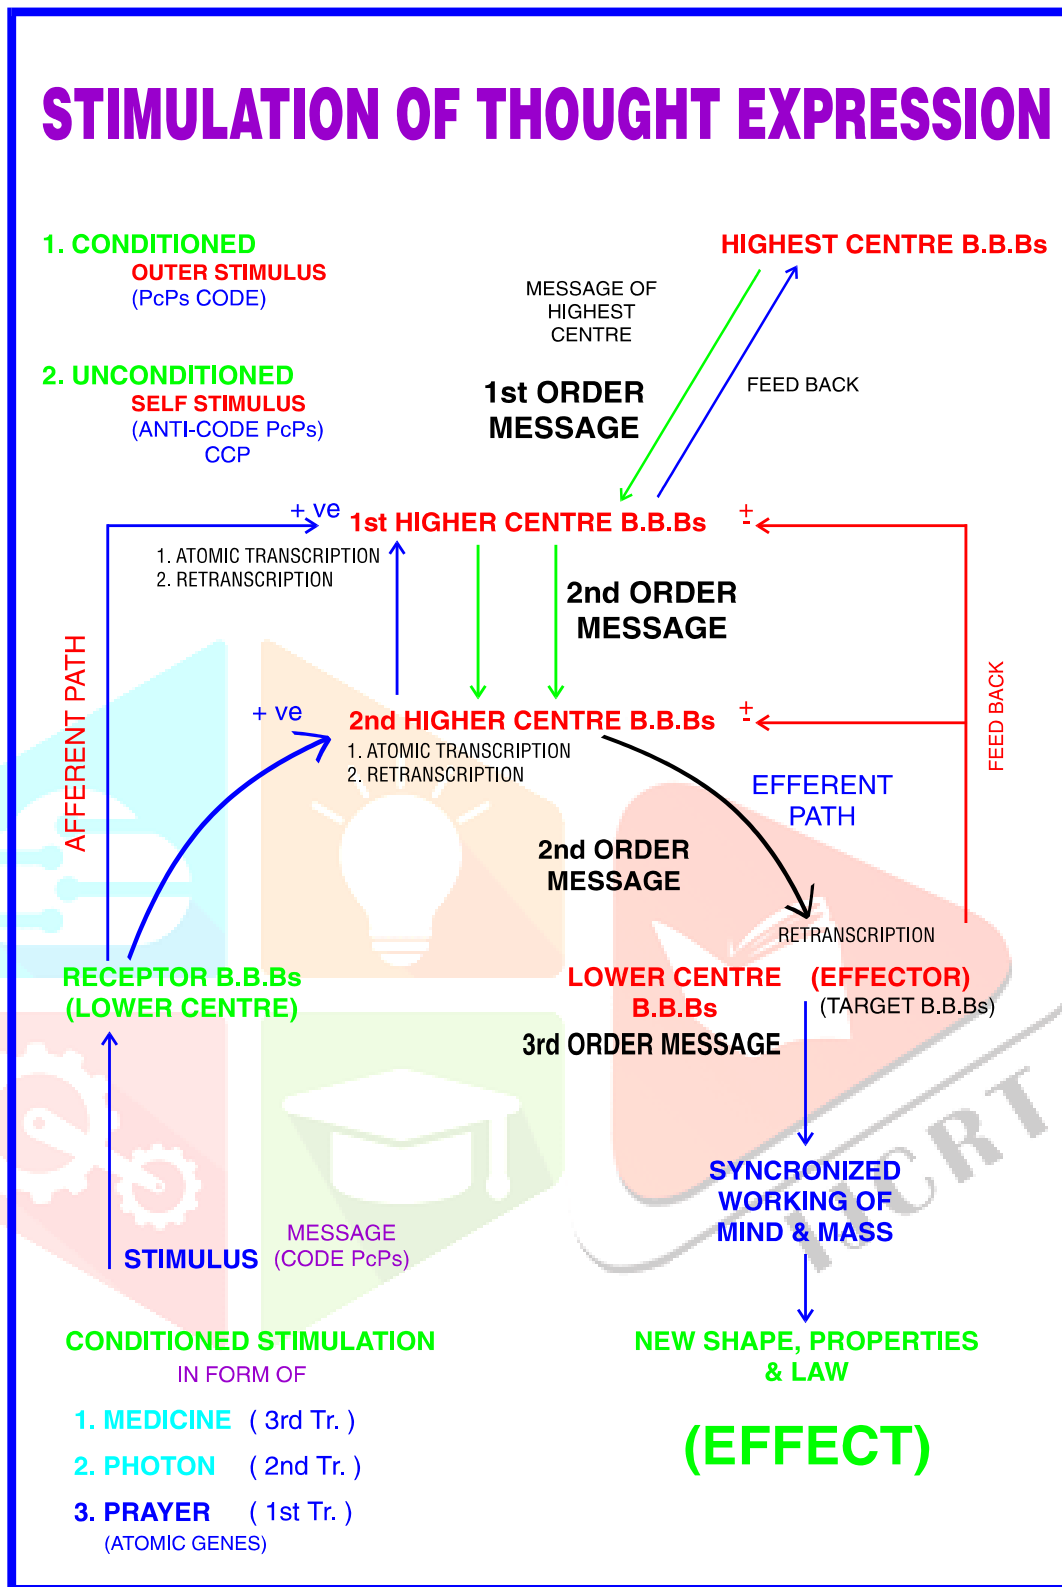 STIMULATION OF THOUGHT EXPRESSION
1. CONDITIONED
OUTER STIMULUS
(PcPs CODE)
HIGHEST CENTRE B.B.Bs
MESSAGE OF
HIGHEST
CENTRE
2. UNCONDITIONED
SELF STIMULUS
(ANTI-CODE PcPs)
CCP
1st ORDER
MESSAGE
FEED BACK
+ ve
1st HIGHER CENTRE B.B.Bs
±
1. ATOMIC TRANSCRIPTION
2. RETRANSCRIPTION
2nd ORDER
MESSAGE
AFFERENT PATH
FEED BACK
+ ve
2nd HIGHER CENTRE B.B.Bs
±
1. ATOMIC TRANSCRIPTION
2. RETRANSCRIPTION
EFFERENT
PATH
2nd ORDER
MESSAGE
RETRANSCRIPTION
RECEPTOR B.B.Bs
(LOWER CENTRE)
LOWER CENTRE (EFFECTOR)
B.B.Bs (TARGET B.B.Bs)
3rd ORDER MESSAGE
SYNCRONIZED
WORKING OF
MIND & MASS
IJCRT
STIMULUS
MESSAGE
(CODE PcPs)
CONDITIONED STIMULATION
IN FORM OF
1. MEDICINE ( 3rd Tr. )
2. PHOTON ( 2nd Tr. )
3. PRAYER ( 1st Tr. )
(ATOMIC GENES)
NEW SHAPE, PROPERTIES
& LAW
(EFFECT)